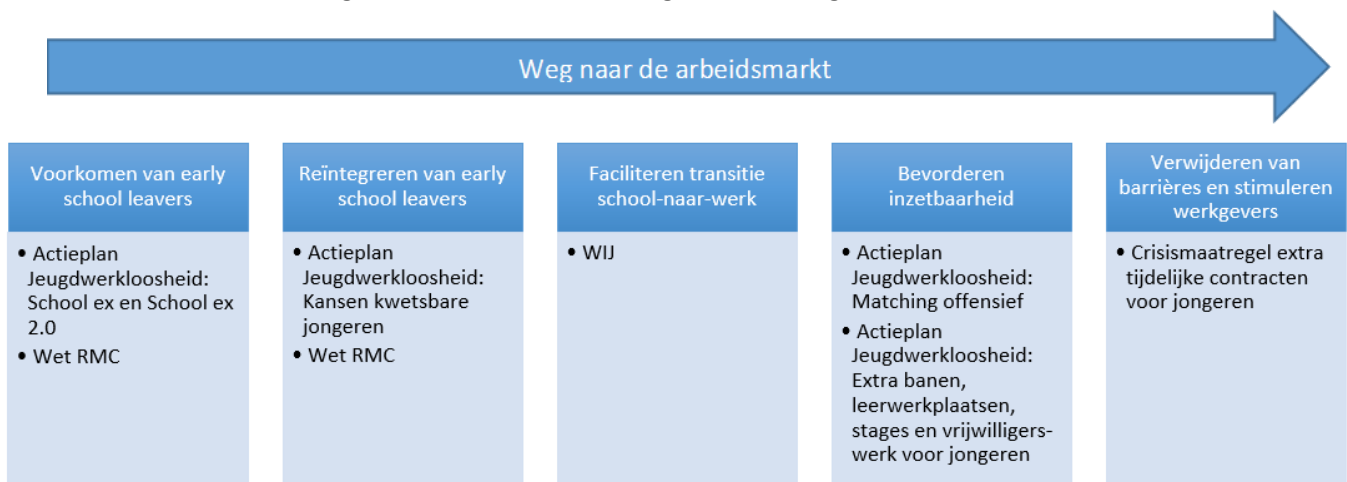 Weg naar de arbeidsmarkt
Voorkomen van early
school leavers
• Actieplan
Jeugdwerkloosheid:
School ex en School ex
2.0
• Wet RMC
Reïntegreren van early
school leavers
• Actieplan
Jeugdwerkloosheid:
Kansen kwetsbare
jongeren
• Wet RMC
Faciliteren transitie
school-naar-werk
• WIJ
Bevorderen
inzetbaarheid
• Actieplan
Jeugdwerkloosheid:
Matching offensief
• Actieplan
Jeugdwerkloosheid:
Extra banen,
leerwerkplaatsen,
stages en vrijwilligers-
werk voor jongeren
Verwijderen van
barrières en stimuleren
werkgevers
• Crisismaatregel extra
tijdelijke contracten
voor jongeren